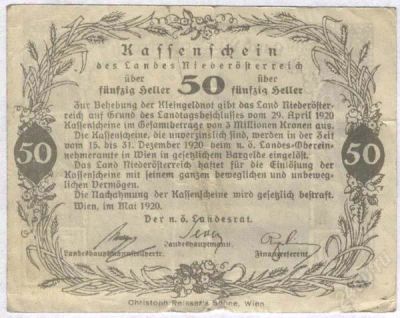 Kassenschein
des Landes Niederösterreich
über 50 über
fünfzig Heller fünfzig Heller
Zur Behebung der Kleingeldnot gibt das Land Niederöster-
reich auf Grund des Landtagsbeschlusses vom 29. April 1920
Kassenscheine im Gesamtbetrage von 3 Millionen Kronen aus.
Die Kassenscheine, die unverzinslich sind, werden in der Zeit
vom 15. bis 31. Dezember 1920 beim n. ö. Landes-Oberein-
nehmeramte in Wien in gesetzlichem Bargelde eingelöst.
Das Land Niederösterreich haftet für die Einlösung der
Kassenscheine mit seinem ganzen beweglichen und unbeweg-
lichen Vermögen.
Die Nachahmung der Kassenscheine wird gesetzlich bestraft.
Wien, im Mai 1920.
50 50
Der n. ö. Landesrat.
Landeshauptmann.
Landeshauptmannstellvertr. Finanzreferent.
Christoph Reisser's Söhne, Wien